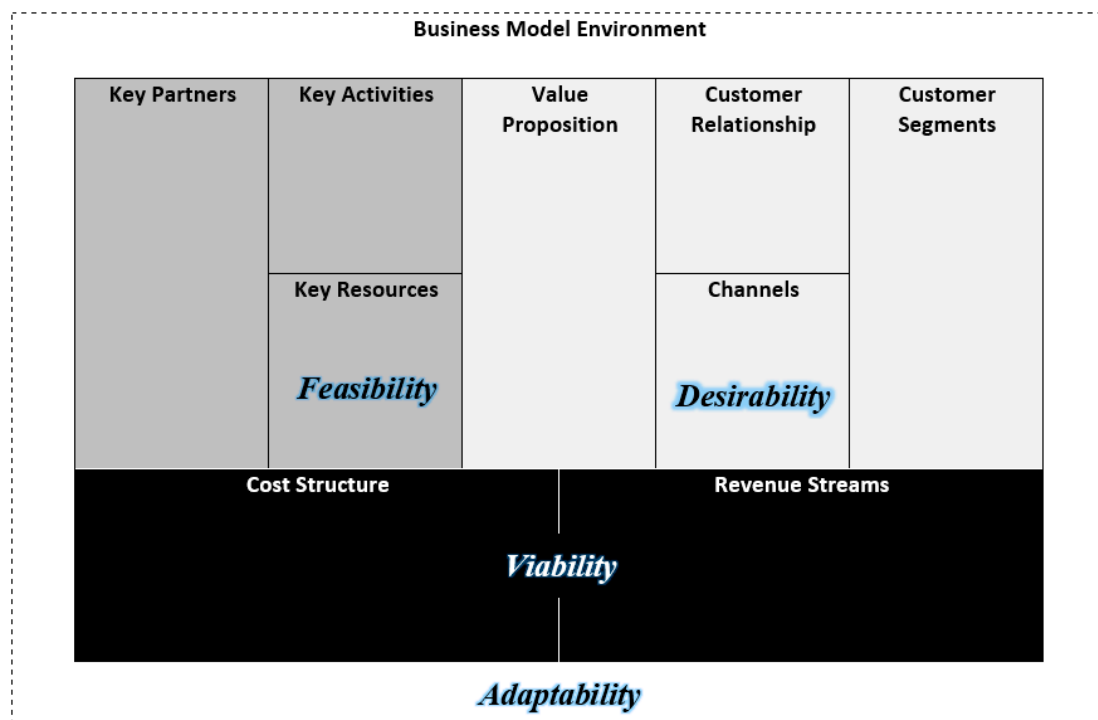 Business Model Environment
Key Partners
Key Activities
Value
Proposition
Customer
Relationship
Customer
Segments
Key Resources
Channels
Feasibility
Desirability
Cost Structure
Revenue Streams
Viability
Adaptability